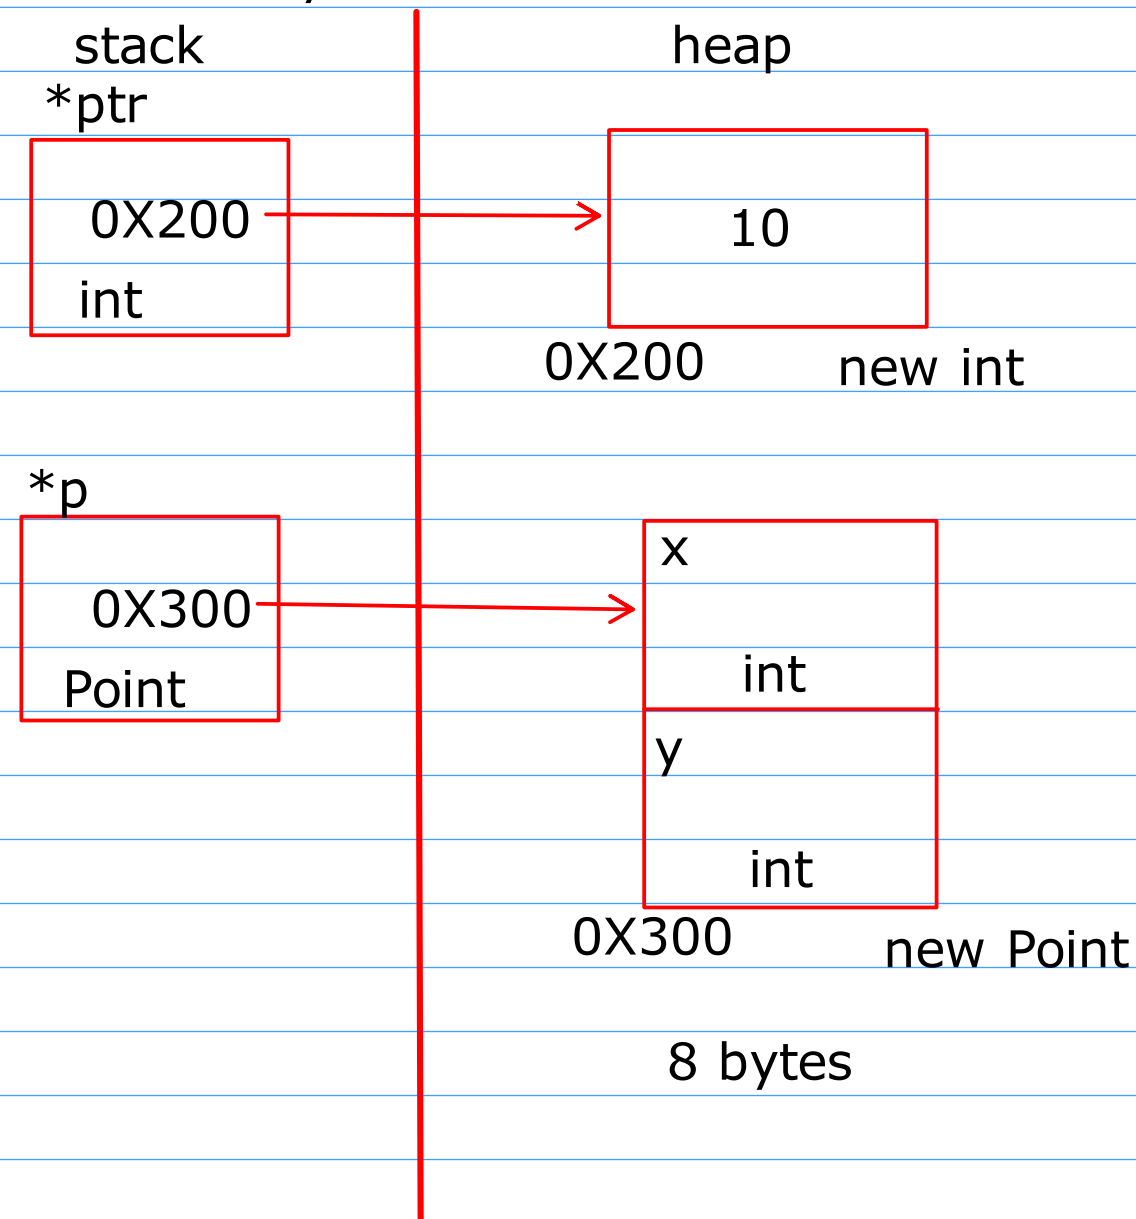 stack
heap
*ptr
0X200
10
int
0X200
new int
*p
0X300
Point
x
int
y
int
0X300
new Point
8 bytes